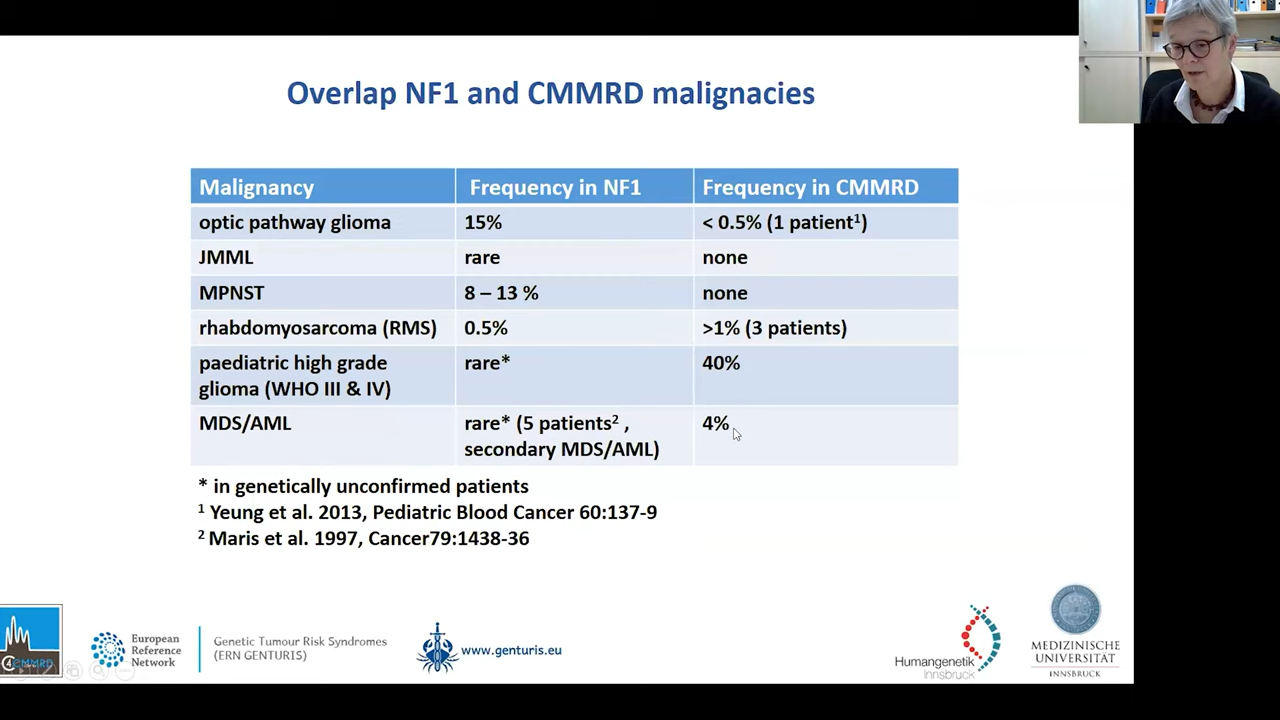 Overlap NF1 and CMMRD malignacies
Malignancy Frequency in NF1 Frequency in CMMRD
optic pathway glioma 15% < 0.5% (1 patient¹)
JMML rare none
MPNST 8 – 13 % none
rhabdomyosarcoma (RMS) 0.5% >1% (3 patients)
paediatric high grade
glioma (WHO III & IV) rare* 40%
MDS/AML rare* (5 patients² ,
secondary MDS/AML) 4%
* in genetically unconfirmed patients
¹ Yeung et al. 2013, Pediatric Blood Cancer 60:137-9
² Maris et al. 1997, Cancer79:1438-36
4CMMRD
European
Reference
Network
Genetic Tumour Risk Syndromes
(ERN GENTURIS)
www.genturis.eu
Humangenetik
Innsbruck
MEDIZINISCHE
UNIVERSITÄT
INNSBRUCK